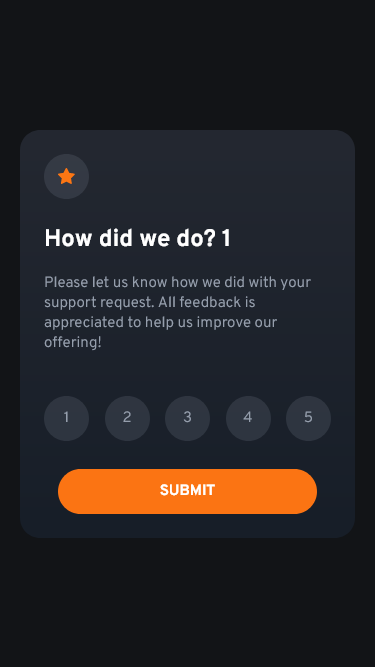 How did we do? 1
Please let us know how we did with your
support request. All feedback is
appreciated to help us improve our
offering!
1 2 3 4 5
SUBMIT